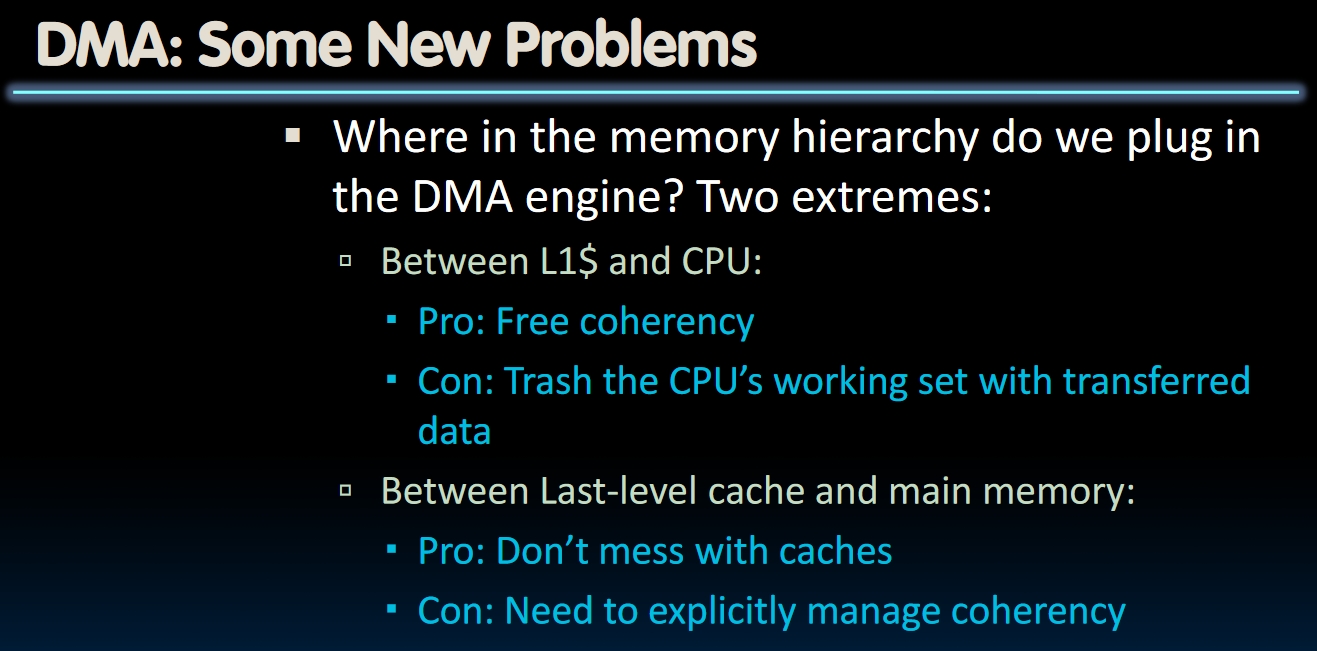 DMA: Some New Problems
Where in the memory hierarchy do we plug in
the DMA engine? Two extremes:
Between L1$ and CPU:
Pro: Free coherency
Con: Trash the CPU’s working set with transferred
data
Between Last-level cache and main memory:
Pro: Don’t mess with caches
Con: Need to explicitly manage coherency